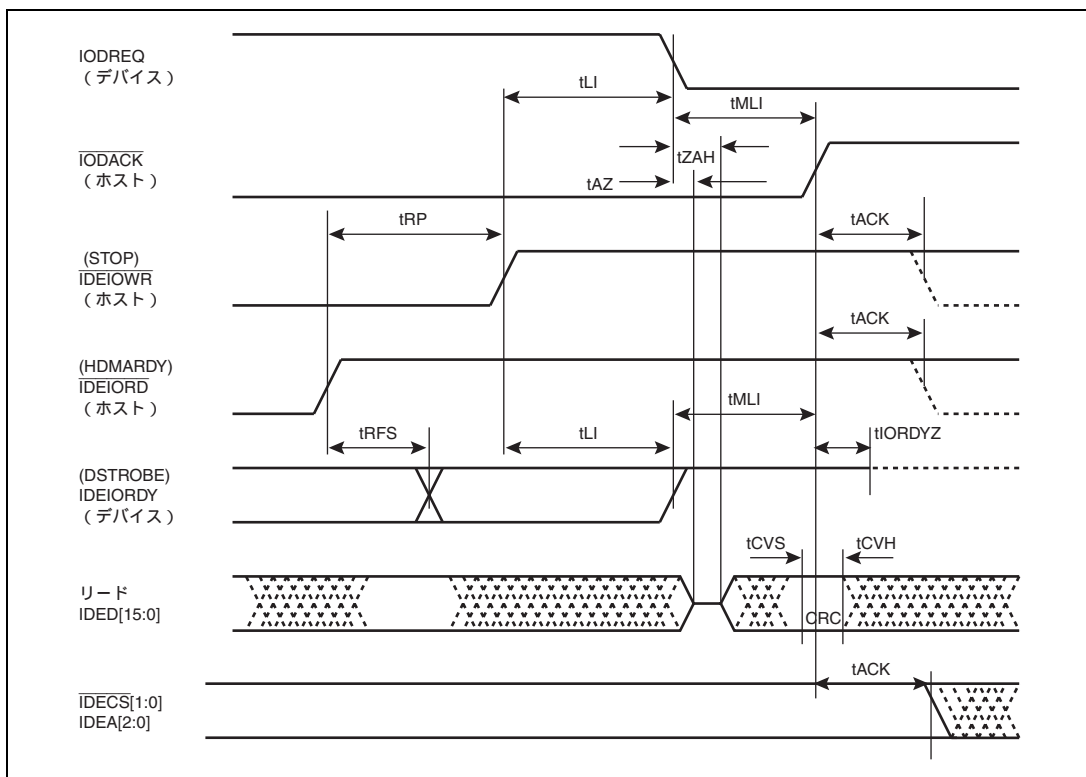 IODREQ
（デバイス）
tLI
tMLI
IODACK
（ホスト）
tZAH
tAZ
tRP
tACK
(STOP)
IDEIOWR
（ホスト）
tACK
(HDMARDY)
IDEIORD
（ホスト）
tMLI
tRFS
tLI
tIORDYZ
(DSTROBE)
IDEIORDY
（デバイス）
tCVS
tCVH
リード
IDED[15:0]
CRC
tACK
IDECS[1:0]
IDEA[2:0]